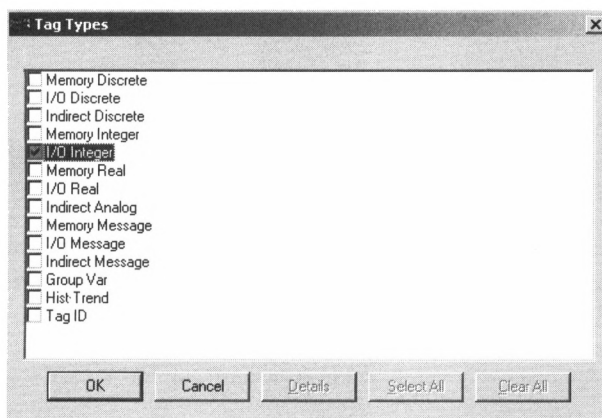 Tag Types
Memory Discrete
I/O Discrete
Indirect Discrete
Memory Integer
I/O Integer
Memory Real
I/O Real
Indirect Analog
Memory Message
I/O Message
Indirect Message
Group Var
Hist Trend
Tag ID
OK Cancel Details Select All Clear All